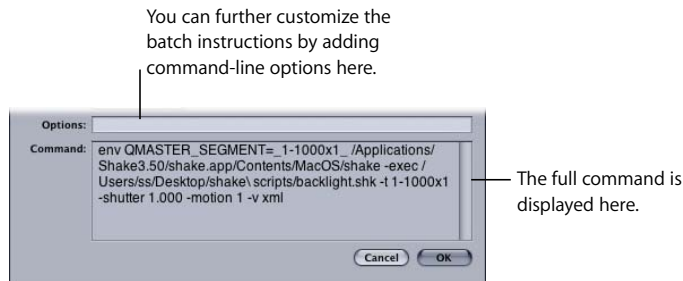 You can further customize the
batch instructions by adding
command-line options here.
Options:
Command:
env QMASTER_SEGMENT=_1-1000x1_ /Applications/
Shake3.50/shake.app/Contents/MacOS/shake -exec /
Users/ss/Desktop/shake\ scripts/backlight.shk -t 1-1000x1
-shutter 1.000 -motion 1 -v xml
The full command is
displayed here.
Cancel
OK